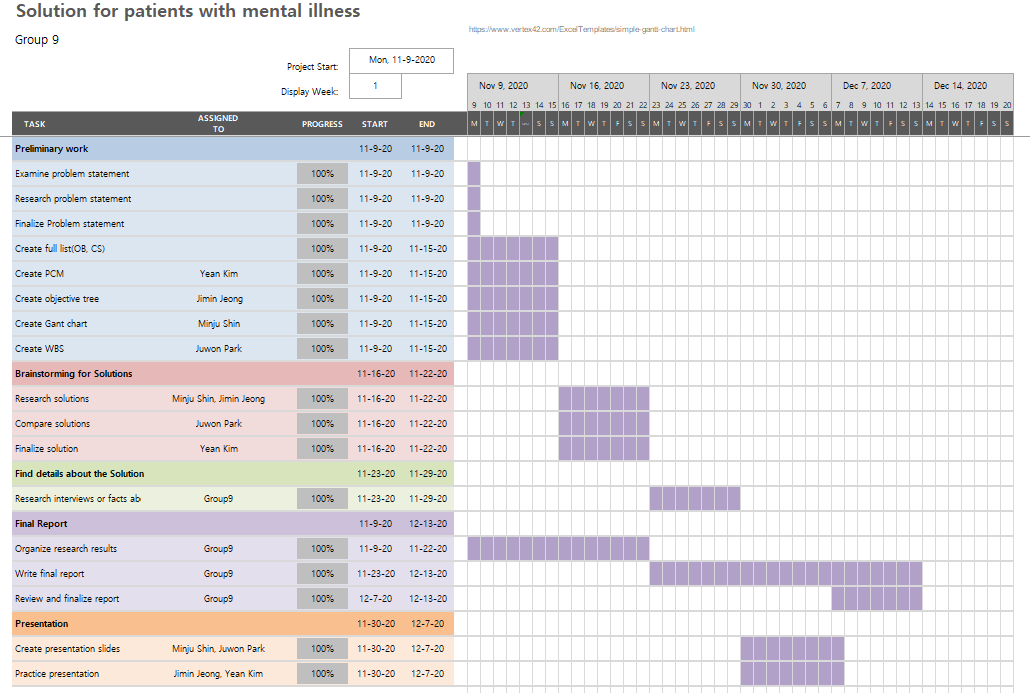 Solution for patients with mental illness
https://www.vertex42.com/ExcelTemplates/simple-gantt-chart.html
Group 9
Project Start: Mon, 11-9-2020
Display Week: 1
Nov 9, 2020 Nov 16, 2020 Nov 23, 2020 Nov 30, 2020 Dec 7, 2020 Dec 14, 2020
9 10 11 12 13 14 15 16 17 18 19 20 21 22 23 24 25 26 27 28 29 30 1 2 3 4 5 6 7 8 9 10 11 12 13 14 15 16 17 18 19 20
TASK ASSIGNED TO PROGRESS START END M T W T S S M T W T F S S M T W T F S S M T W T F S S M T W T F S S M T W T F S S
Preliminary work 11-9-20 11-9-20
Examine problem statement 100% 11-9-20 11-9-20
Research problem statement 100% 11-9-20 11-9-20
Finalize Problem statement 100% 11-9-20 11-9-20
Create full list(OB, CS) 100% 11-9-20 11-15-20
Create PCM Yean Kim 100% 11-9-20 11-15-20
Create objective tree Jimin Jeong 100% 11-9-20 11-15-20
Create Gant chart Minju Shin 100% 11-9-20 11-15-20
Create WBS Juwon Park 100% 11-9-20 11-15-20
Brainstorming for Solutions 11-16-20 11-22-20
Research solutions Minju Shin, Jimin Jeong 100% 11-16-20 11-22-20
Compare solutions Juwon Park 100% 11-16-20 11-22-20
Finalize solution Yean Kim 100% 11-16-20 11-22-20
Find details about the Solution 11-23-20 11-29-20
Research interviews or facts ab Group9 100% 11-23-20 11-29-20
Final Report 11-9-20 12-13-20
Organize research results Group9 100% 11-9-20 11-22-20
Write final report Group9 100% 11-23-20 12-13-20
Review and finalize report Group9 100% 12-7-20 12-13-20
Presentation 11-30-20 12-7-20
Create presentation slides Minju Shin, Juwon Park 100% 11-30-20 12-7-20
Practice presentation Jimin Jeong, Yean Kim 100% 11-30-20 12-7-20